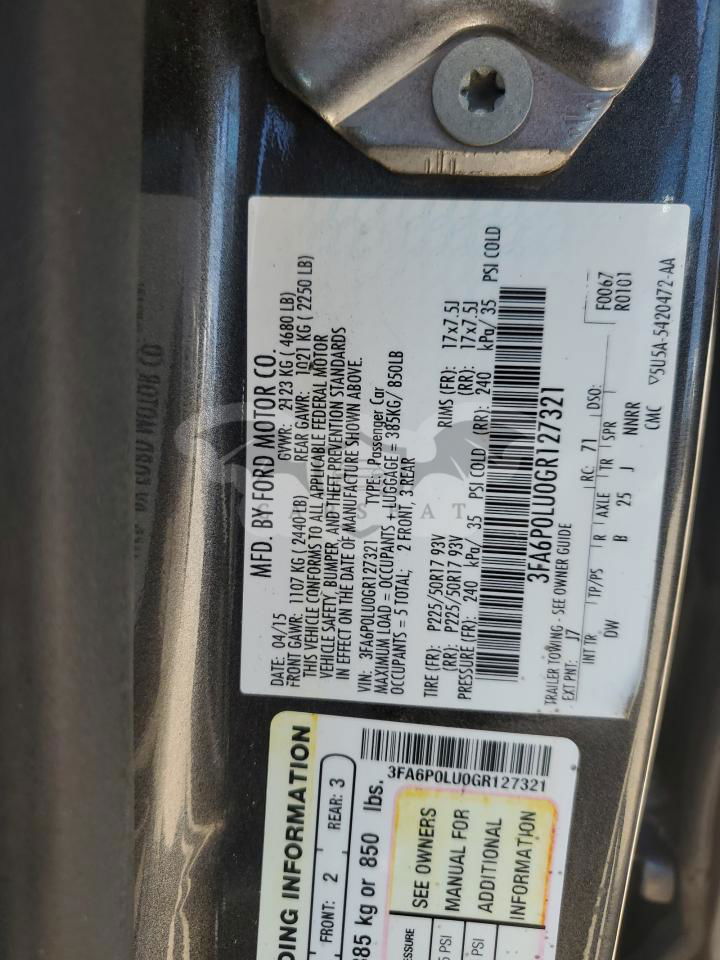 MFD. BY FORD MOTOR CO.
DATE: 04/15 GVWR: 2123 KG ( 4680 LB)
FRONT GAWR: 1107 KG ( 2440 LB) REAR GAWR: 1021 KG ( 2250 LB)
THIS VEHICLE CONFORMS TO ALL APPLICABLE FEDERAL MOTOR
VEHICLE SAFETY, BUMPER, AND THEFT PREVENTION STANDARDS
IN EFFECT ON THE DATE OF MANUFACTURE SHOWN ABOVE.
VIN: 3FA6P0LU0GR127321 TYPE: Passenger Car
MAXIMUM LOAD = OCCUPANTS + LUGGAGE = 385KG/ 850LB
OCCUPANTS = 5 TOTAL; 2 FRONT, 3 REAR
TIRE (FR): P225/50R17 93V RIMS (FR): 17x7.5J
(RR): P225/50R17 93V (RR): 17x7.5J
PRESSURE (FR): 240 kPa/ 35 PSI COLD (RR): 240 kPa/ 35 PSI COLD
3FA6P0LU0GR127321
TRAILER TOWING - SEE OWNER GUIDE
EXT PNT: J7 RC: 71 DSO: F0067
R0101
INT TR TP/PS R AXLE TR SPR
DW B 25 J NNRR
CMC ▽5U5A-5420472-AA
DING INFORMATION
FRONT: 2 REAR: 3
385 kg or 850 lbs.
3FA6P0LU0GR127321
SEE OWNERS
MANUAL FOR
ADDITIONAL
INFORMATION
PSI
PSI